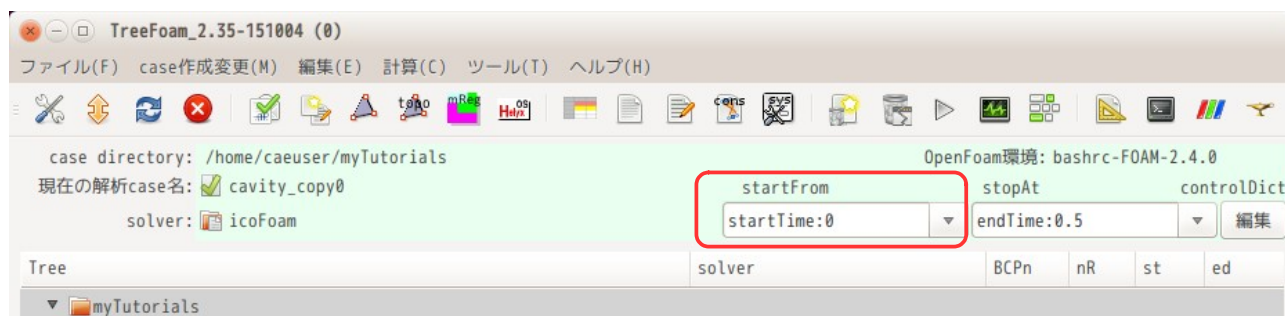 TreeFoam_2.35-151004 (0)
ファイル(F) case作成変更(M) 編集(E) 計算(C) ツール(T) ヘルプ(H)
topo mReg Helyx OS cons sys
case directory: /home/caeuser/myTutorials OpenFoam環境: bashrc-FOAM-2.4.0
現在の解析case名: cavity_copy0 startFrom stopAt controlDict
solver: icoFoam startTime:0 endTime:0.5 編集
Tree solver BCPn nR st ed
myTutorials